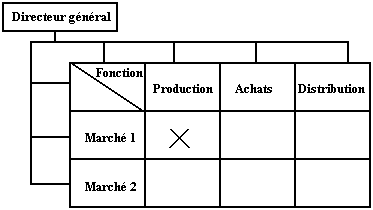 Directeur général
Fonction
Production Achats Distribution
Marché 1
Marché 2